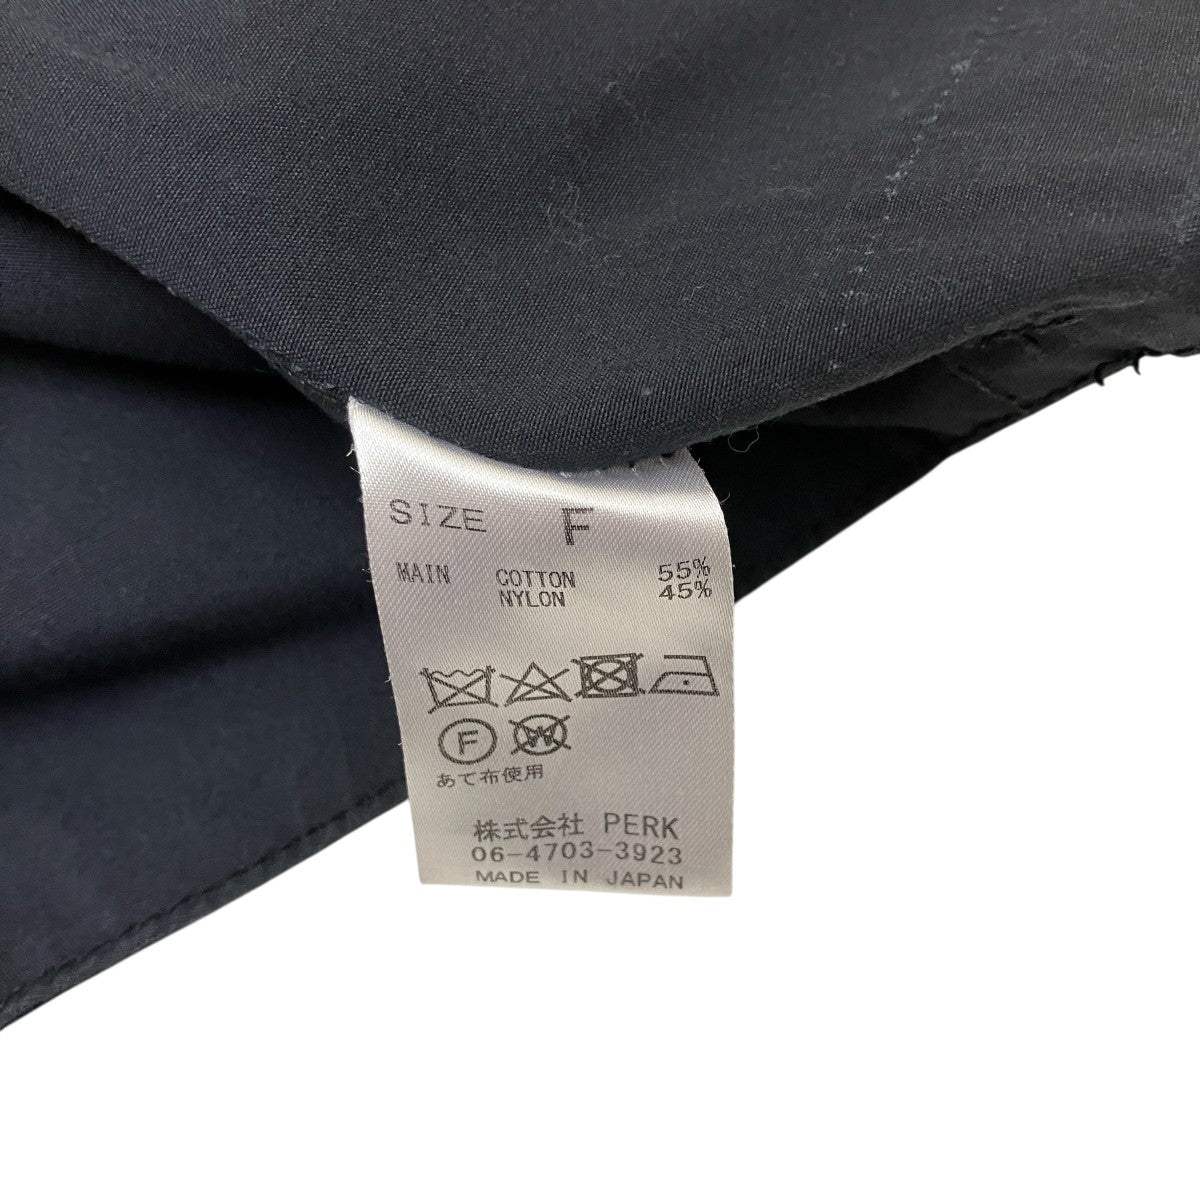 SIZE F
MAIN COTTON 55%
NYLON 45%
F W
あて布使用
株式会社 PERK
06-4703-3923
MADE IN JAPAN